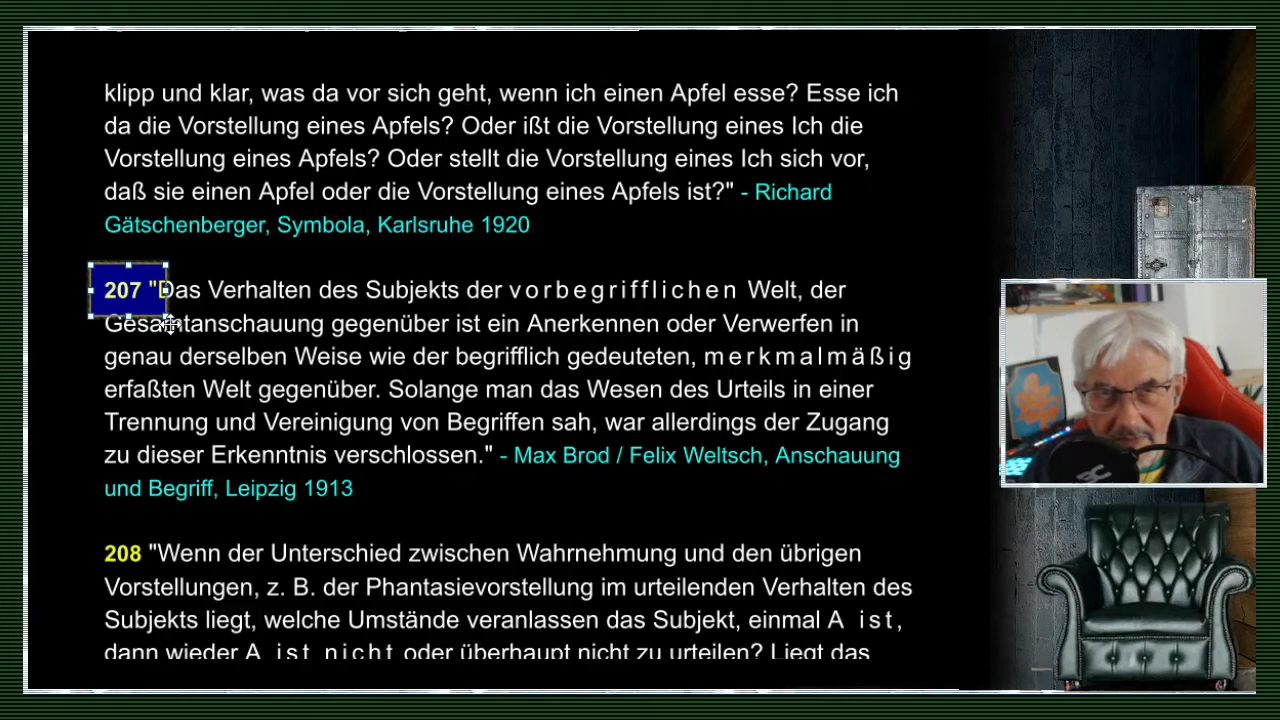 klipp und klar, was da vor sich geht, wenn ich einen Apfel esse? Esse ich
da die Vorstellung eines Apfels? Oder ißt die Vorstellung eines Ich die
Vorstellung eines Apfels? Oder stellt die Vorstellung eines Ich sich vor,
daß sie einen Apfel oder die Vorstellung eines Apfels ist?" - Richard
Gätschenberger, Symbola, Karlsruhe 1920
207 "Das Verhalten des Subjekts der vorbegrifflichen Welt, der
Gesamtanschauung gegenüber ist ein Anerkennen oder Verwerfen in
genau derselben Weise wie der begrifflich gedeuteten, merkmalmäßig
erfaßten Welt gegenüber. Solange man das Wesen des Urteils in einer
Trennung und Vereinigung von Begriffen sah, war allerdings der Zugang
zu dieser Erkenntnis verschlossen." - Max Brod / Felix Weltsch, Anschauung
und Begriff, Leipzig 1913
208 "Wenn der Unterschied zwischen Wahrnehmung und den übrigen
Vorstellungen, z. B. der Phantasievorstellung im urteilenden Verhalten des
Subjekts liegt, welche Umstände veranlassen das Subjekt, einmal A ist,
dann wieder A ist nicht oder überhaupt nicht zu urteilen? Liegt das